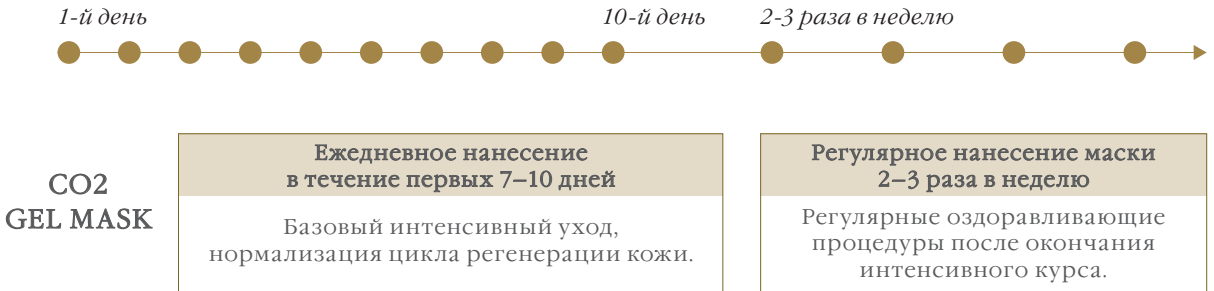 1-й день
10-й день
2-3 раза в неделю
CO2
GEL MASK
Ежедневное нанесение
в течение первых 7–10 дней
Базовый интенсивный уход,
нормализация цикла регенерации кожи.
Регулярное нанесение маски
2–3 раза в неделю
Регулярные оздоравливающие
процедуры после окончания
интенсивного курса.